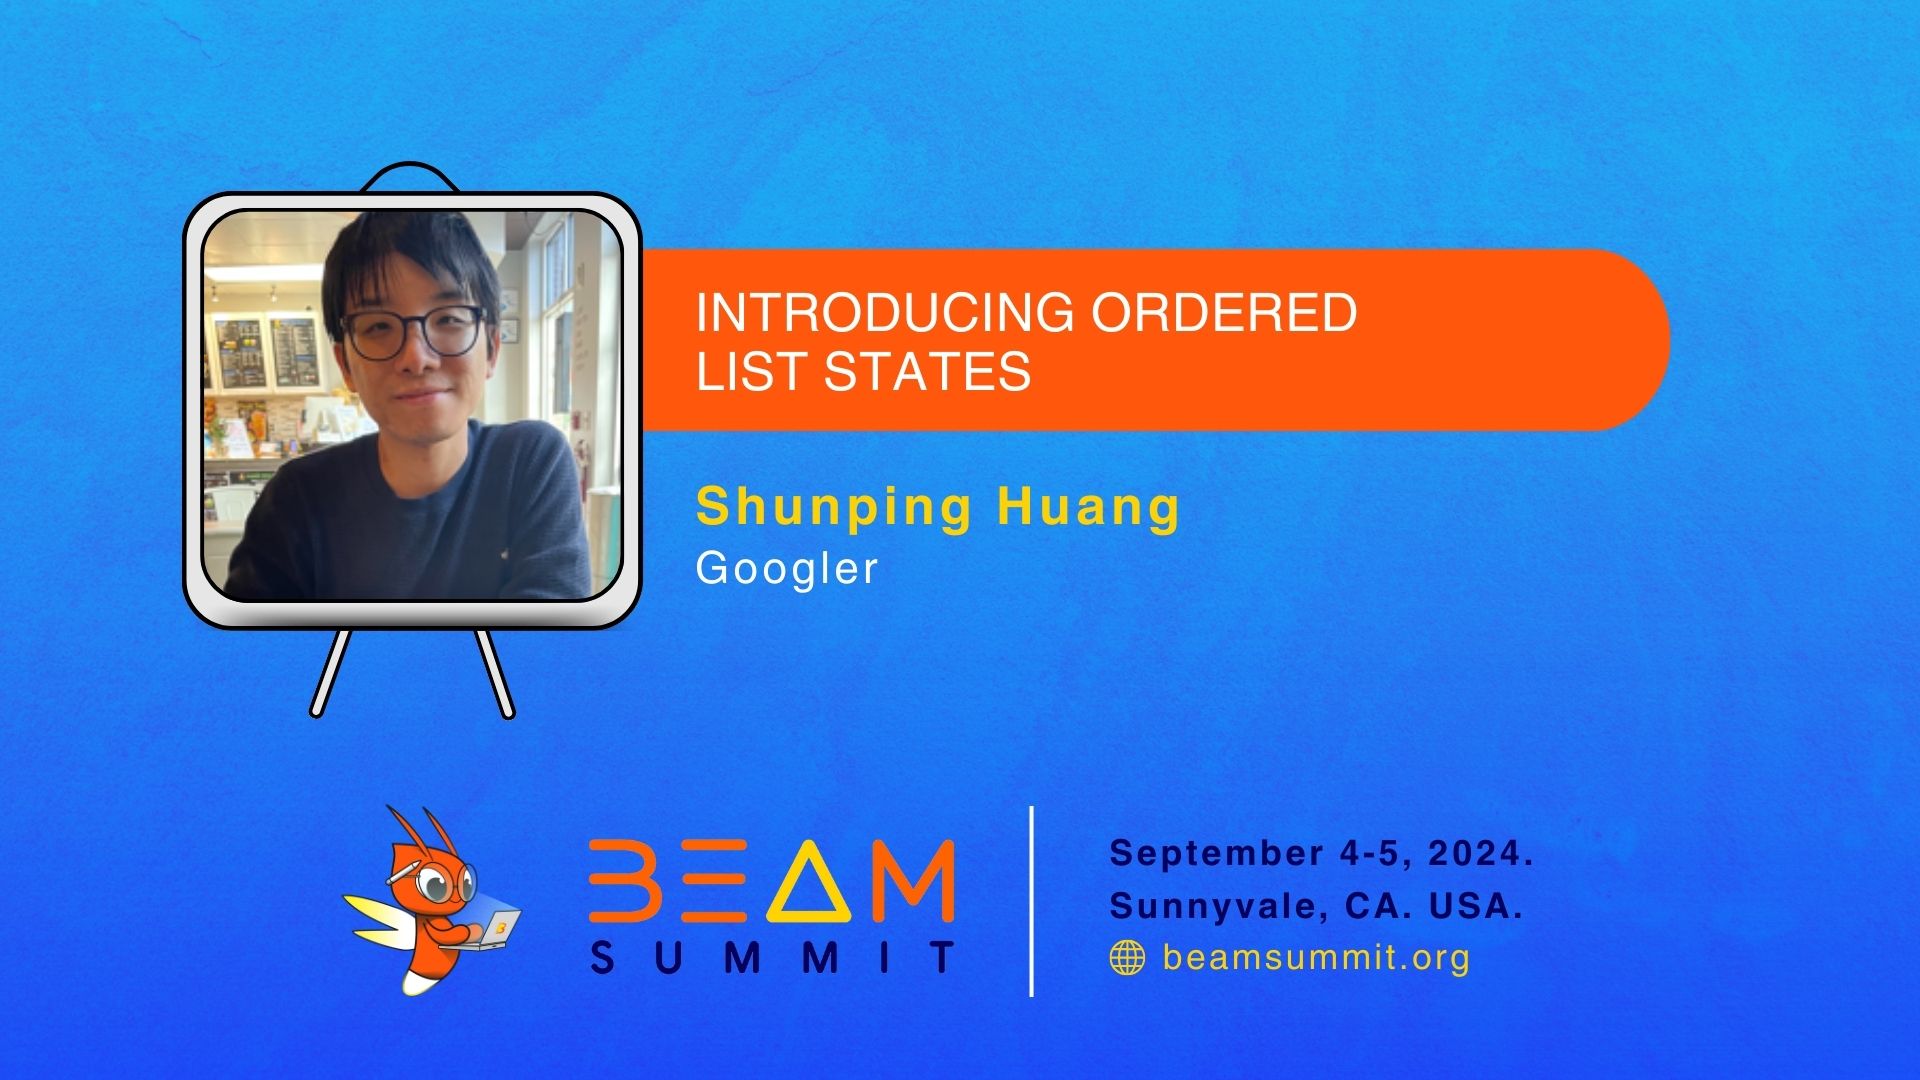 INTRODUCING ORDERED
LIST STATES
Shunping Huang
Googler
BEAM
SUMMIT
September 4-5, 2024.
Sunnyvale, CA. USA.
beamsummit.org